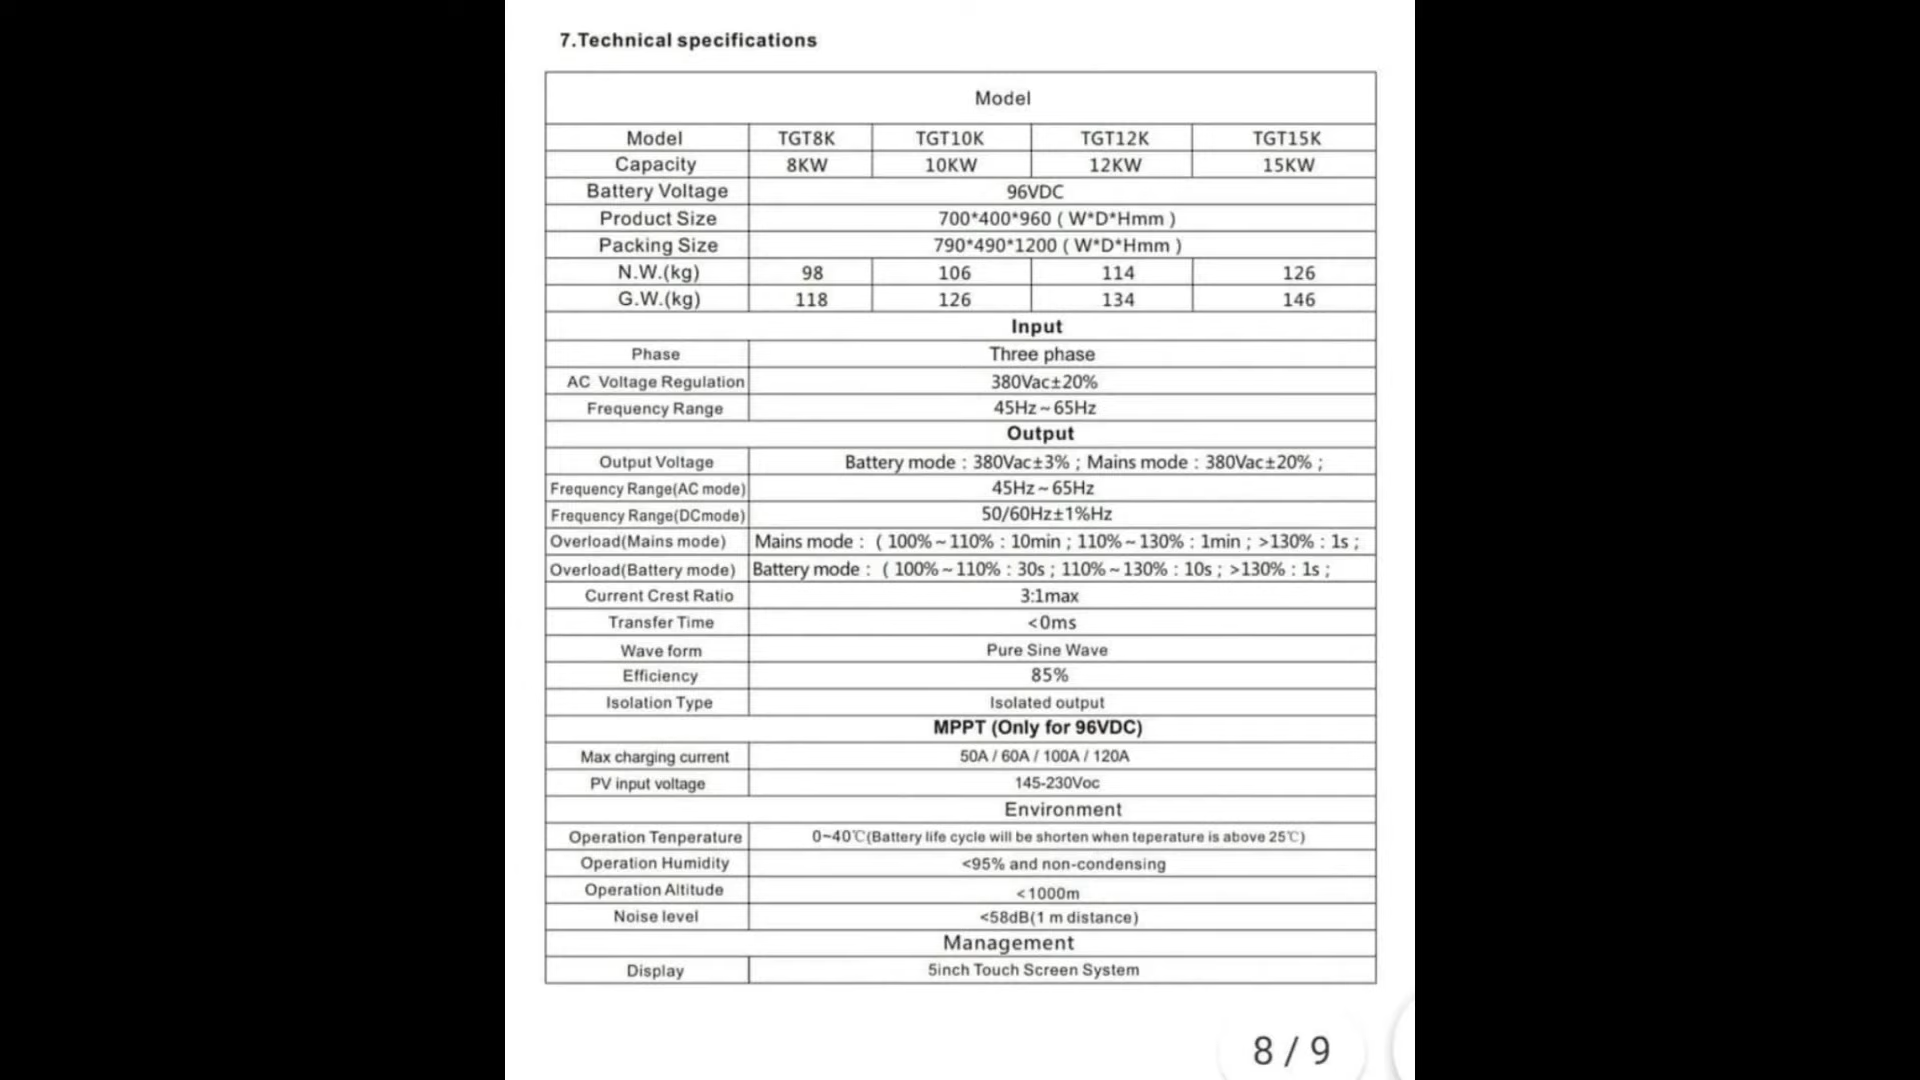 7.Technical specifications
Model
Model TGT8K TGT10K TGT12K TGT15K
Capacity 8KW 10KW 12KW 15KW
Battery Voltage 96VDC
Product Size 700*400*960 ( W*D*Hmm )
Packing Size 790*490*1200 ( W*D*Hmm )
N.W.(kg) 98 106 114 126
G.W.(kg) 118 126 134 146
Input
Phase Three phase
AC Voltage Regulation 380Vac±20%
Frequency Range 45Hz~65Hz
Output
Output Voltage Battery mode : 380Vac±3% ; Mains mode : 380Vac±20% ;
Frequency Range(AC mode) 45Hz~65Hz
Frequency Range(DCmode) 50/60Hz±1%Hz
Overload(Mains mode) Mains mode : ( 100%~110% : 10min ; 110%~130% : 1min ; >130% : 1s ;
Overload(Battery mode) Battery mode : ( 100%~110% : 30s ; 110%~130% : 10s ; >130% : 1s ;
Current Crest Ratio 3:1max
Transfer Time <0ms
Wave form Pure Sine Wave
Efficiency 85%
Isolation Type Isolated output
MPPT (Only for 96VDC)
Max charging current 50A / 60A / 100A / 120A
PV input voltage 145-230Voc
Environment
Operation Tenperature 0~40℃(Battery life cycle will be shorten when teperature is above 25℃)
Operation Humidity <95% and non-condensing
Operation Altitude <1000m
Noise level <58dB(1 m distance)
Management
Display 5inch Touch Screen System
8 / 9